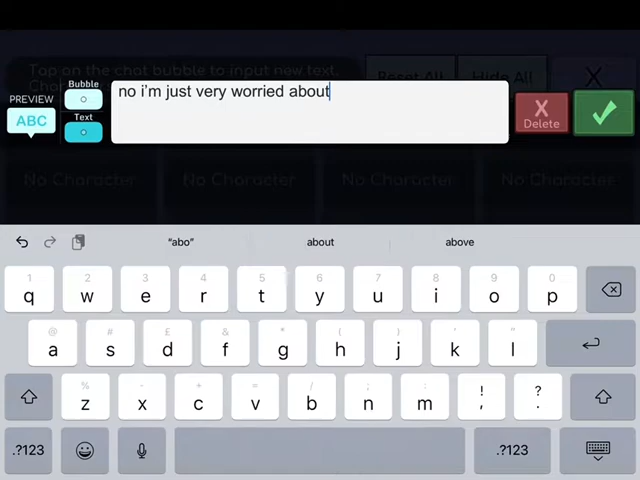 Tap on the chat bubble to input new text.
Reset All
Hide All
X
PREVIEW
ABC
Bubble
Text
no i'm just very worried about
X
Delete
No Character
No Character
No Character
No Character
"abo"
about
above
1 2 3 4 5 6 7 8 9 0
q w e r t y u i o p
@ # £ & * ( ) ' "
a s d f g h j k l
% - + = / ; : ! ?
z x c v b n m , .
.?123
.?123